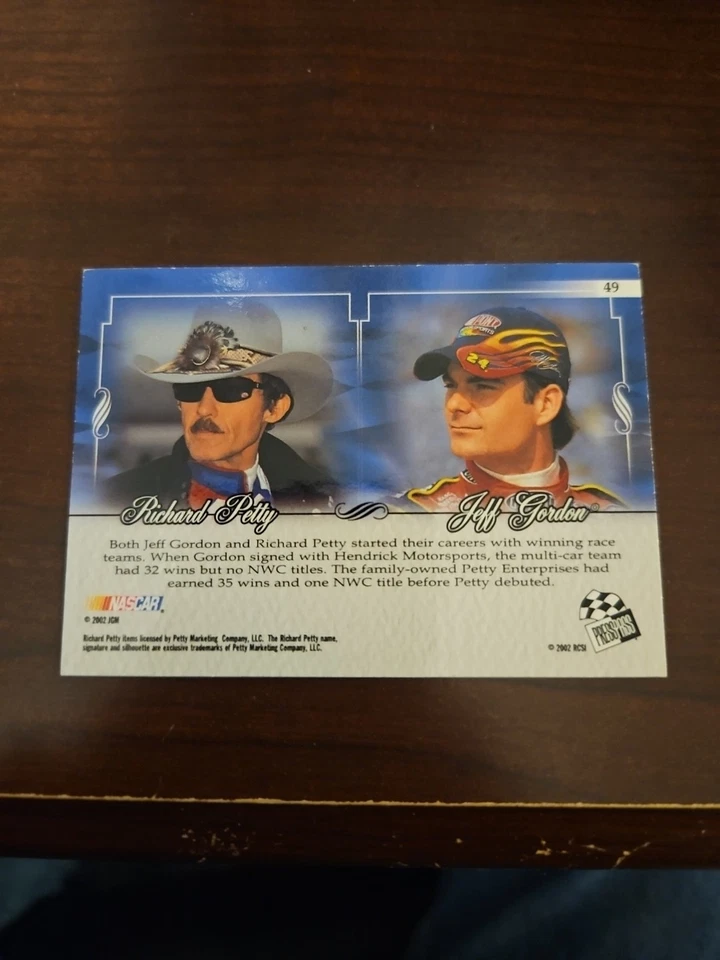 49
DUPONT
24
Richard Petty
Jeff Gordon®
Both Jeff Gordon and Richard Petty started their careers with winning race
teams. When Gordon signed with Hendrick Motorsports, the multi-car team
had 32 wins but no NWC titles. The family-owned Petty Enterprises had
earned 35 wins and one NWC title before Petty debuted.
NASCAR.
© 2002 JGM
Richard Petty items licensed by Petty Marketing Company, LLC. The Richard Petty name,
signature and silhouette are exclusive trademarks of Petty Marketing Company, LLC.
© 2002 RCSI
PRESS PASS